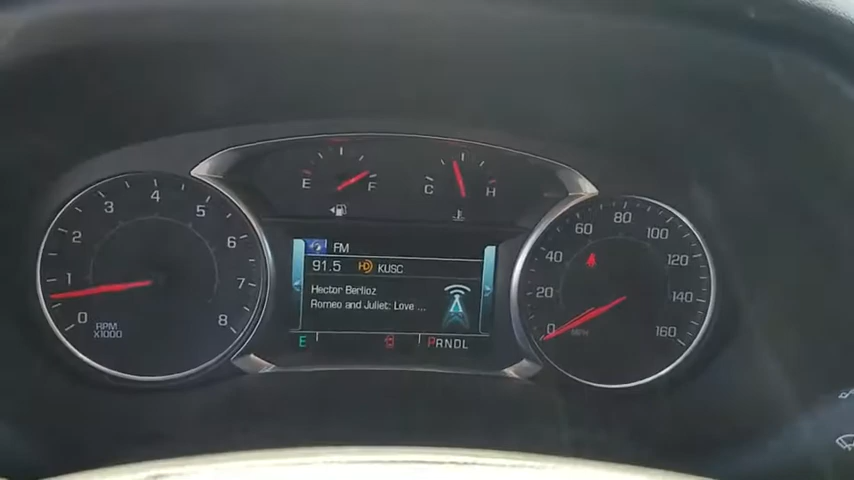 E F
C H
0 1 2 3 4 5 6 7 8
RPM
X1000
FM
91.5 HD KUSC
Hector Berlioz
Romeo and Juliet: Love ...
E
PRNDL
0 20 40 60 80 100 120 140 160
MPH